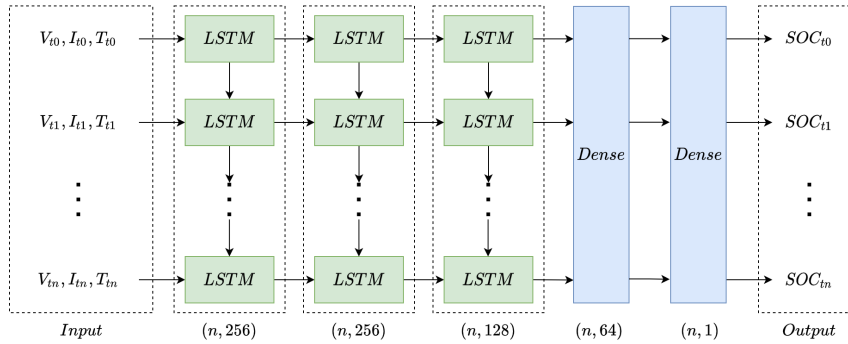 V_{t0}, I_{t0}, T_{t0} LSTM LSTM LSTM SOC_{t0}
V_{t1}, I_{t1}, T_{t1} LSTM LSTM LSTM SOC_{t1}
Dense Dense
V_{tn}, I_{tn}, T_{tn} LSTM LSTM LSTM SOC_{tn}
Input (n, 256) (n, 256) (n, 128) (n, 64) (n, 1) Output